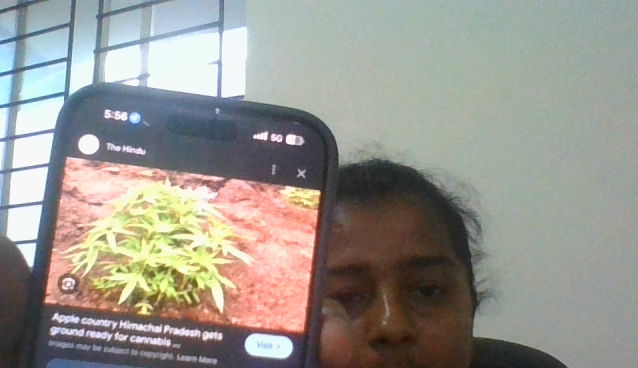 5:56
5G
The Hindu
Apple country Himachal Pradesh gets
ground ready for cannabis ...
Images may be subject to copyright. Learn More
Visit >